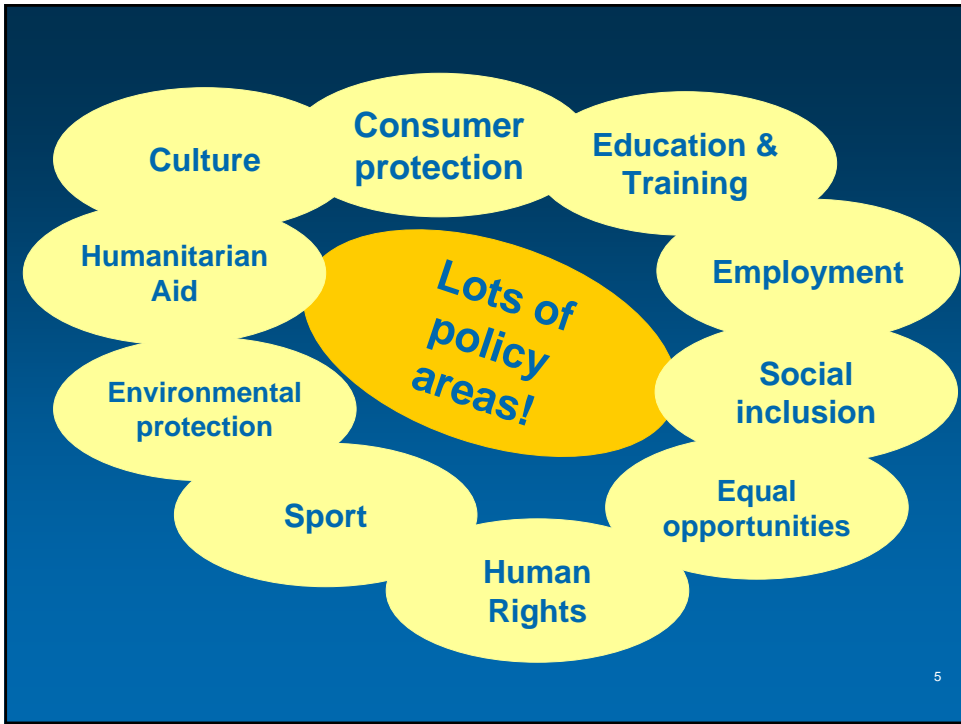 Culture
Consumer
protection
Education &
Training
Humanitarian
Aid
Lots of
policy
areas!
Employment
Environmental
protection
Social
inclusion
Sport
Equal
opportunities
Human
Rights
5